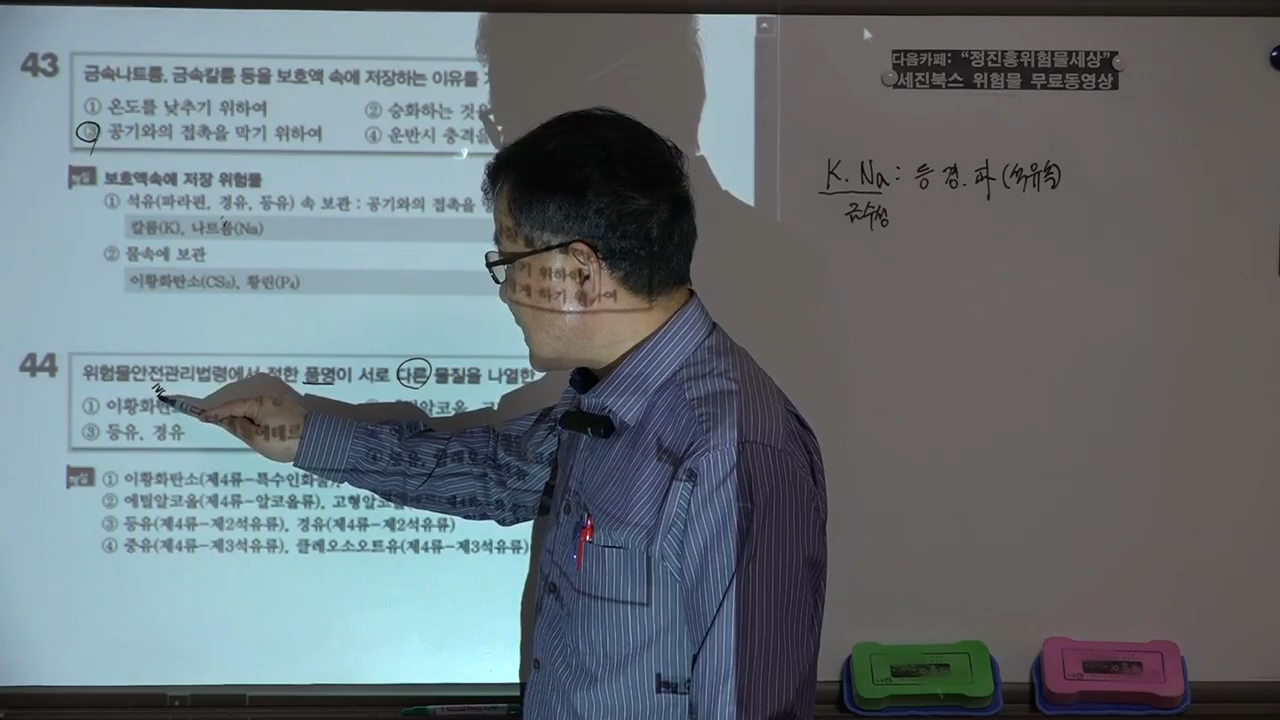 43
금속나트륨, 금속칼륨 등을 보호액 속에 저장하는 이유를
① 온도를 낮추기 위하여
② 승화하는 것을
③ 공기와의 접촉을 막기 위하여
④ 운반시 충격을
해설 보호액속에 저장 위험물
① 석유(파라핀, 경유, 등유) 속 보관 : 공기와의 접촉을
칼륨(K), 나트륨(Na)
② 물속에 보관
이황화탄소(CS₂), 황린(P₄)
44
위험물안전관리법령에서 정한 품명이 서로 다른 물질을 나열한
① 이황화탄
③ 등유, 경유
해설 ① 이황화탄소(제4류-특수인화물),
② 에틸알코올(제4류-알코올류), 고형알코올
③ 등유(제4류-제2석유류), 경유(제4류-제2석유류)
④ 중유(제4류-제3석유류), 클레오소오트유(제4류-제3석유류)
다음카페: "정진홍위험물세상"
세진북스 위험물 무료동영상
K. Na: 등 경. 파 (석유속)
금수성